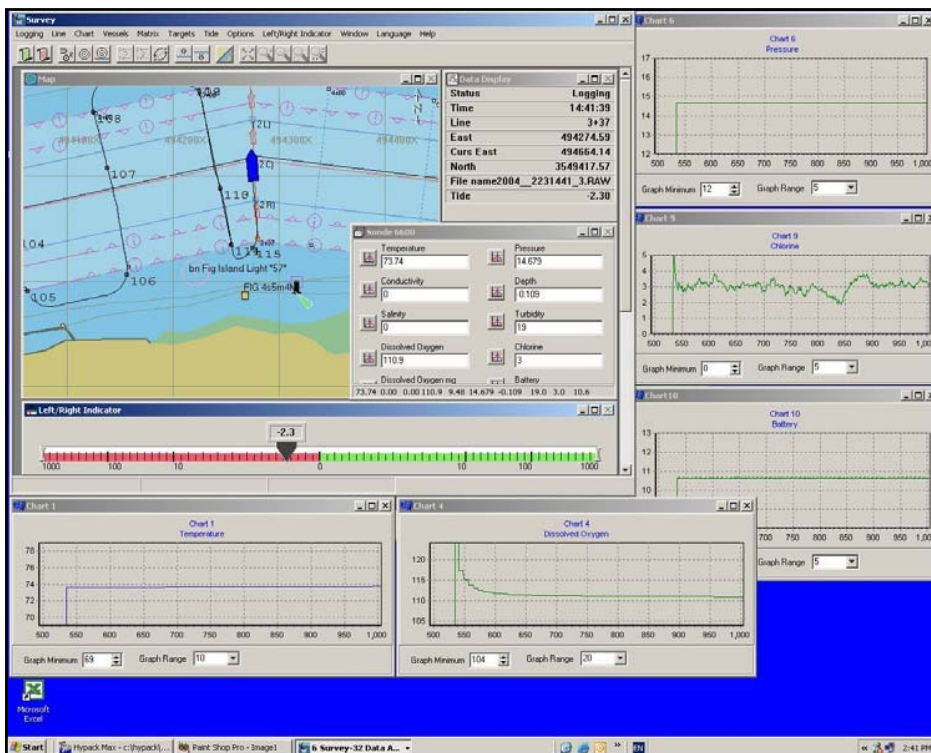 Survey
Logging Line Chart Vessels Matrix Targets Tide Options Left/Right Indicator Window Language Help
Map
108
109
107
106
105
104
118
115
494200X
494300X
494400X
(2L)
(2C)
(2R)
bn Fig Island Light "57"
FlG 4s5m4M
Data Display
Status Logging
Time 14:41:39
Line 3+37
East 494274.59
Curs East 494664.14
North 3549417.57
File name2004__2231441_3.RAW
Tide -2.30
Sonde 6600
Temperature Pressure
73.74 14.679
Conductivity Depth
0 -0.109
Salinity Turbidity
0 19
Dissolved Oxygen Chlorine
110.9 3
Dissolved Oxygen mg Battery
73.74 0.00 0.00 110.9 9.48 14.679 -0.109 19.0 3.0 10.6
Left/Right Indicator
-2.3
1000 100 10 0 10 100 1000
Chart 6
Chart 6
Pressure
17
16
15
14
13
12
500 550 600 650 700 750 800 850 900 950 1,000
Graph Minimum 12 Graph Range 5
Chart 9
Chart 9
Chlorine
5
4
3
2
1
0
500 550 600 650 700 750 800 850 900 950 1,000
Graph Minimum 0 Graph Range 5
Chart10
Chart 10
Battery
13
12
11
10
9
700 750 800 850 900 950 1,000
Graph Range 5
Chart 1
Chart 1
Temperature
78
76
74
72
70
500 550 600 650 700 750 800 850 900 950 1,000
Graph Minimum 69 Graph Range 10
Chart 4
Chart 4
Dissolved Oxygen
120
115
110
105
500 550 600 650 700 750 800 850 900 950 1,000
Graph Minimum 104 Graph Range 20
Microsoft
Excel
Start Hypack Max - c:\hypack\... Paint Shop Pro - Image1 6 Survey-32 Data A... EN 2:41 PM